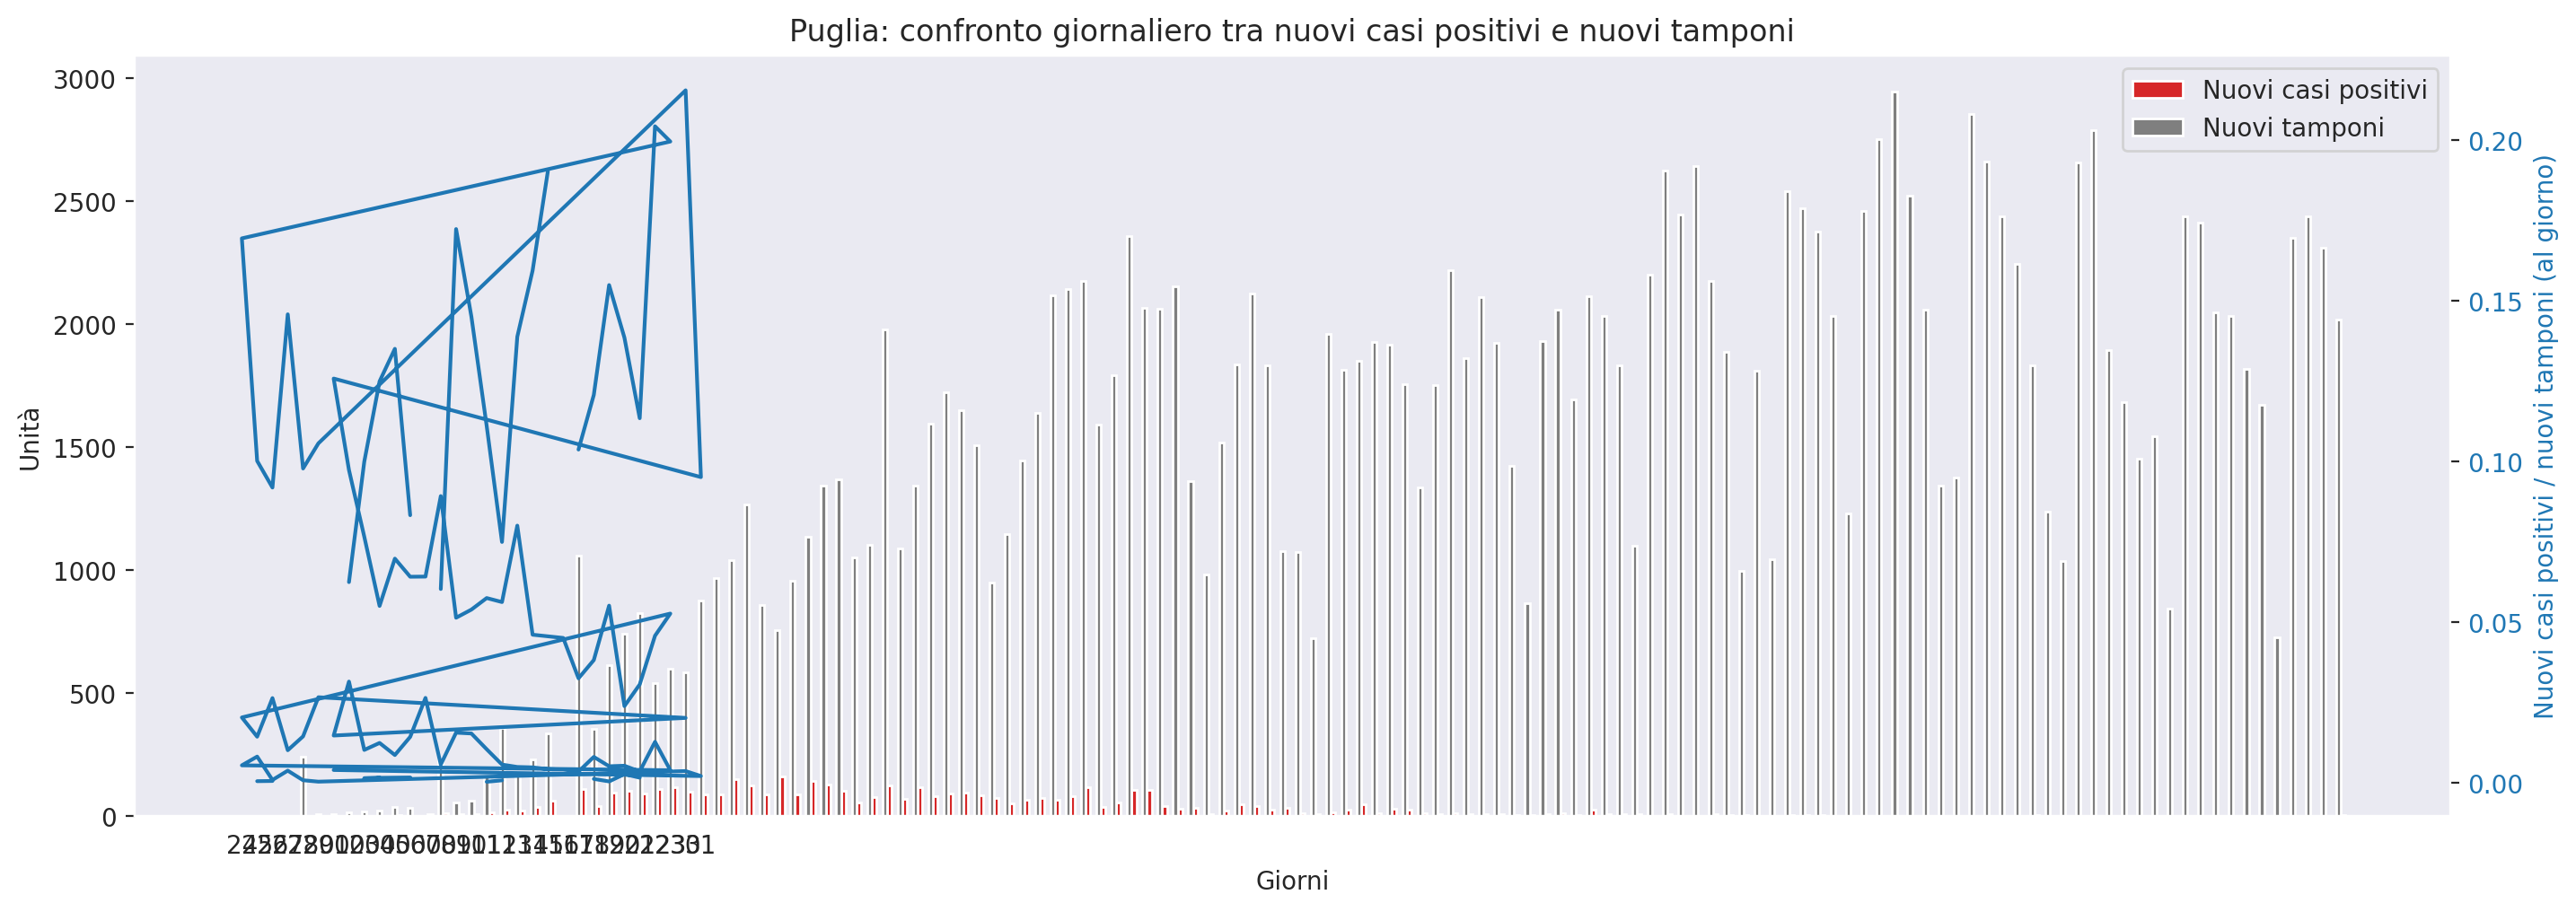 Puglia: confronto giornaliero tra nuovi casi positivi e nuovi tamponi
Nuovi casi positivi
Nuovi tamponi
3000
2500
2000
1500
1000
500
0
Unità
0.20
0.15
0.10
0.05
0.00
Nuovi casi positivi / nuovi tamponi (al giorno)
Giorni